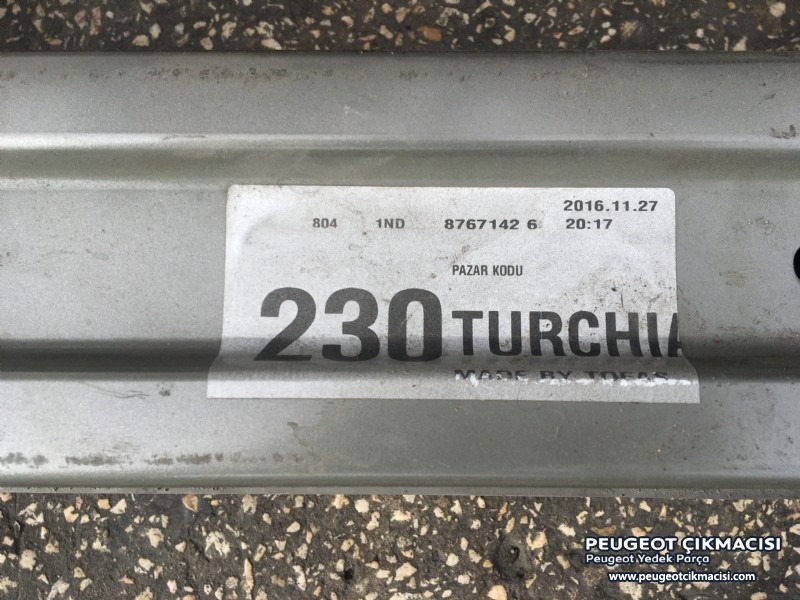 2016.11.27
804 1ND 8767142 6 20:17
PAZAR KODU
230 TURCHIA
MADE BY TOFAS
PEUGEOT ÇIKMACISI
Peugeot Yedek Parça
www.peugeotcikmacisi.com